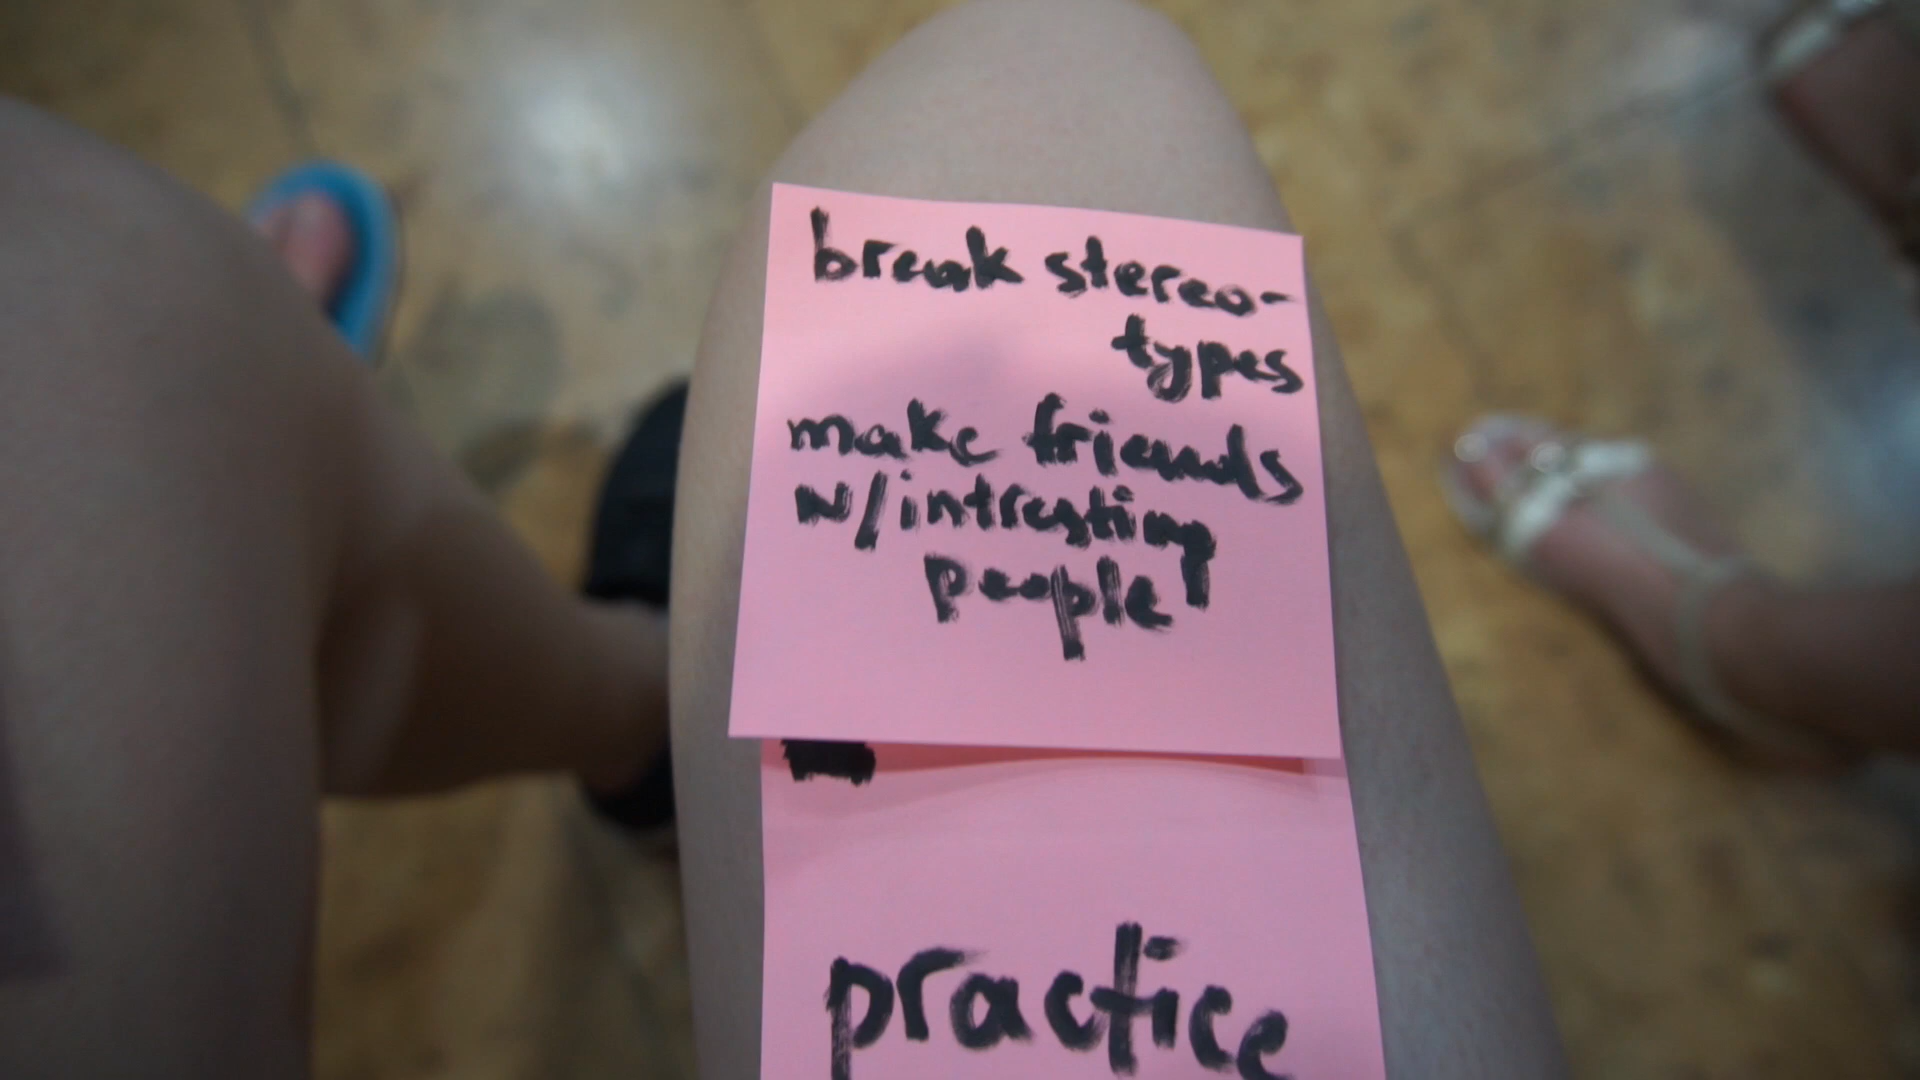 break stereo-
types
make friends
w/intresting
people
practice